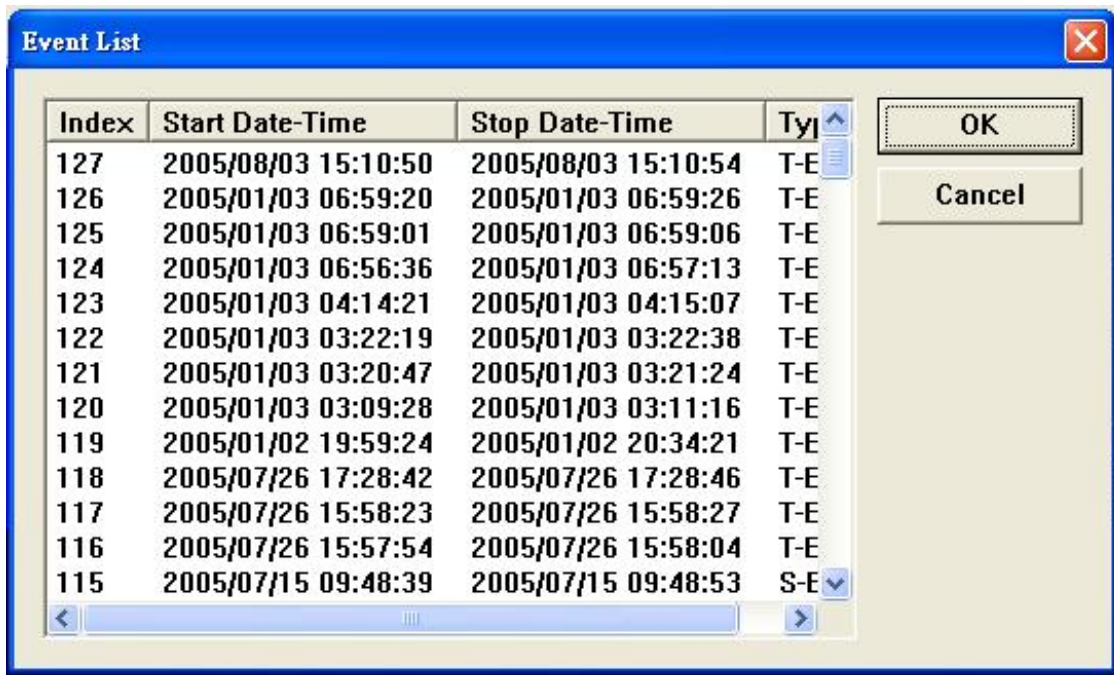 Event List
Index Start Date-Time Stop Date-Time
127 2005/08/03 15:10:50 2005/08/03 15:10:54 T-E
126 2005/01/03 06:59:20 2005/01/03 06:59:26 T-E
125 2005/01/03 06:59:01 2005/01/03 06:59:06 T-E
124 2005/01/03 06:56:36 2005/01/03 06:57:13 T-E
123 2005/01/03 04:14:21 2005/01/03 04:15:07 T-E
122 2005/01/03 03:22:19 2005/01/03 03:22:38 T-E
121 2005/01/03 03:20:47 2005/01/03 03:21:24 T-E
120 2005/01/03 03:09:28 2005/01/03 03:11:16 T-E
119 2005/01/02 19:59:24 2005/01/02 20:34:21 T-E
118 2005/07/26 17:28:42 2005/07/26 17:28:46 T-E
117 2005/07/26 15:58:23 2005/07/26 15:58:27 T-E
116 2005/07/26 15:57:54 2005/07/26 15:58:04 T-E
115 2005/07/15 09:48:39 2005/07/15 09:48:53 S-E
OK
Cancel